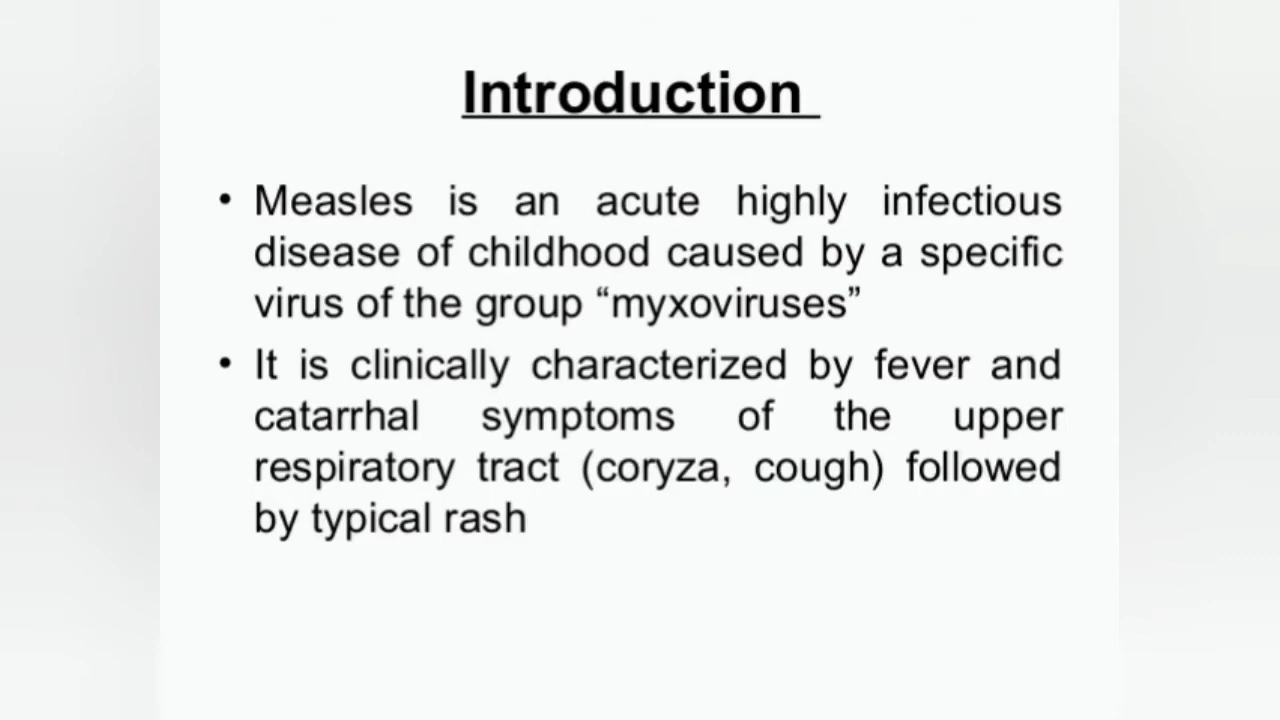 Introduction
• Measles is an acute highly infectious
disease of childhood caused by a specific
virus of the group “myxoviruses”
• It is clinically characterized by fever and
catarrhal symptoms of the upper
respiratory tract (coryza, cough) followed
by typical rash